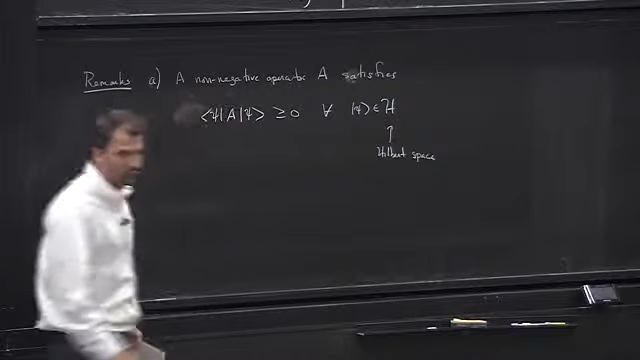 Remarks a) A non-negative operator A satisfies
⟨Ψ|A|Ψ⟩ ≥ 0 ∀ |Ψ⟩ ∈ ℋ
↑
Hilbert space